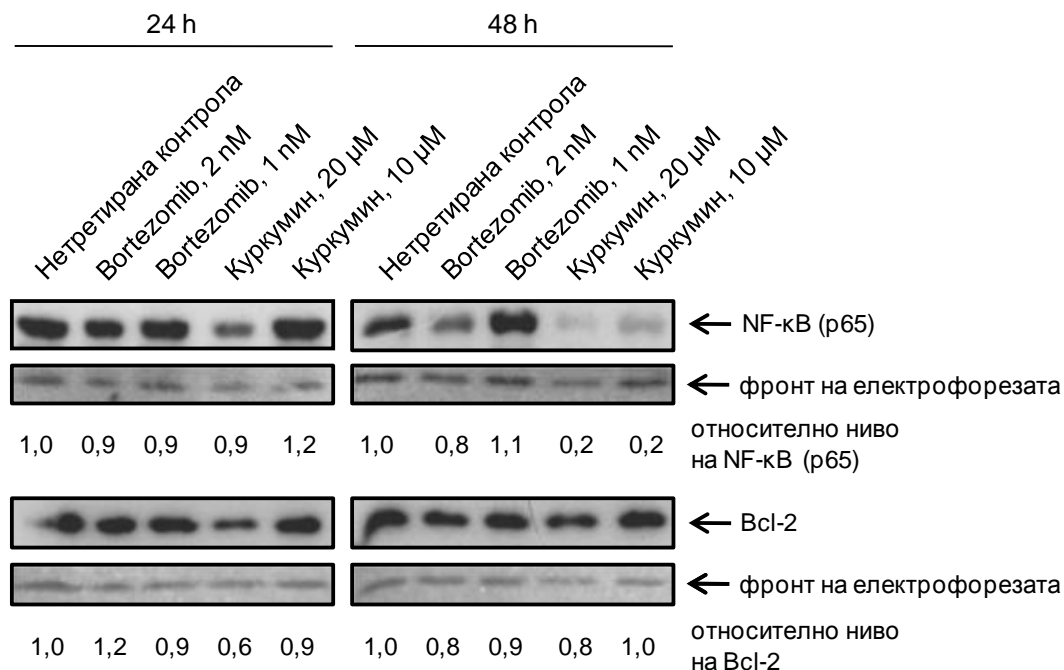 24 h
48 h
Нетретирана контрола
Bortezomib, 2 nM
Bortezomib, 1 nM
Куркумин, 20 µM
Куркумин, 10 µM
Нетретирана контрола
Bortezomib, 2 nM
Bortezomib, 1 nM
Куркумин, 20 µM
Куркумин, 10 µM
NF-κB (p65)
фронт на електрофорезата
1,0 0,9 0,9 0,9 1,2 1,0 0,8 1,1 0,2 0,2
относително ниво
на NF-κB (p65)
Bcl-2
фронт на електрофорезата
1,0 1,2 0,9 0,6 0,9 1,0 0,8 0,9 0,8 1,0
относително ниво
на Bcl-2